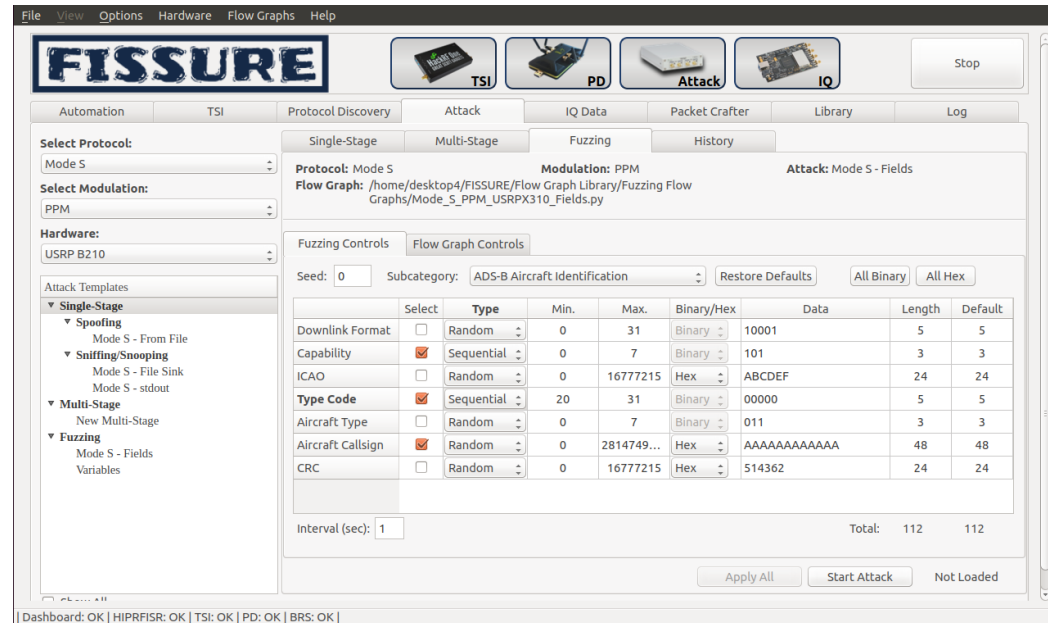 File View Options Hardware Flow Graphs Help
FISSURE
HackRF One
TSI PD Attack IQ
Stop
Automation TSI Protocol Discovery Attack IQ Data Packet Crafter Library Log
Select Protocol:
Mode S
Select Modulation:
PPM
Hardware:
USRP B210
Attack Templates
Single-Stage
Spoofing
Mode S - From File
Sniffing/Snooping
Mode S - File Sink
Mode S - stdout
Multi-Stage
New Multi-Stage
Fuzzing
Mode S - Fields
Variables
Show All
Single-Stage Multi-Stage Fuzzing History
Protocol: Mode S Modulation: PPM Attack: Mode S - Fields
Flow Graph: /home/desktop4/FISSURE/Flow Graph Library/Fuzzing Flow
Graphs/Mode_S_PPM_USRPX310_Fields.py
Fuzzing Controls Flow Graph Controls
Seed: 0 Subcategory: ADS-B Aircraft Identification Restore Defaults All Binary All Hex
Select Type Min. Max. Binary/Hex Data Length Default
Downlink Format Random 0 31 Binary 10001 5 5
Capability Sequential 0 7 Binary 101 3 3
ICAO Random 0 16777215 Hex ABCDEF 24 24
Type Code Sequential 20 31 Binary 00000 5 5
Aircraft Type Random 0 7 Binary 011 3 3
Aircraft Callsign Random 0 2814749... Hex AAAAAAAAAAAA 48 48
CRC Random 0 16777215 Hex 514362 24 24
Interval (sec): 1 Total: 112 112
Apply All Start Attack Not Loaded
| Dashboard: OK | HIPRFISR: OK | TSI: OK | PD: OK | BRS: OK |